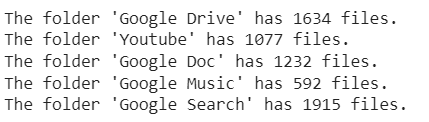 The folder 'Google Drive' has 1634 files.
The folder 'Youtube' has 1077 files.
The folder 'Google Doc' has 1232 files.
The folder 'Google Music' has 592 files.
The folder 'Google Search' has 1915 files.